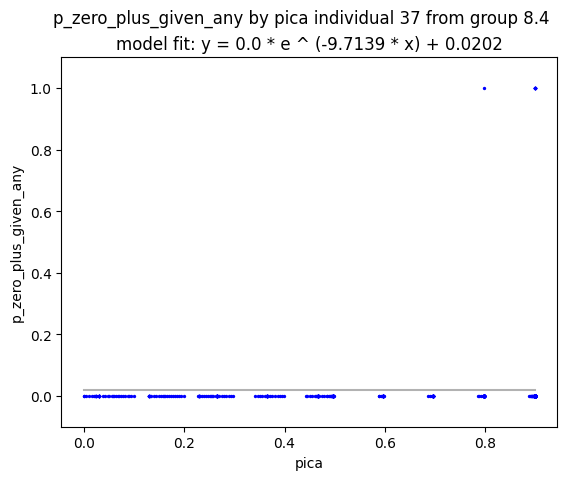 p_zero_plus_given_any by pica individual 37 from group 8.4
model fit: y = 0.0 * e ^ (-9.7139 * x) + 0.0202
1.0
0.8
0.6
0.4
0.2
0.0
p_zero_plus_given_any
0.0 0.2 0.4 0.6 0.8
pica